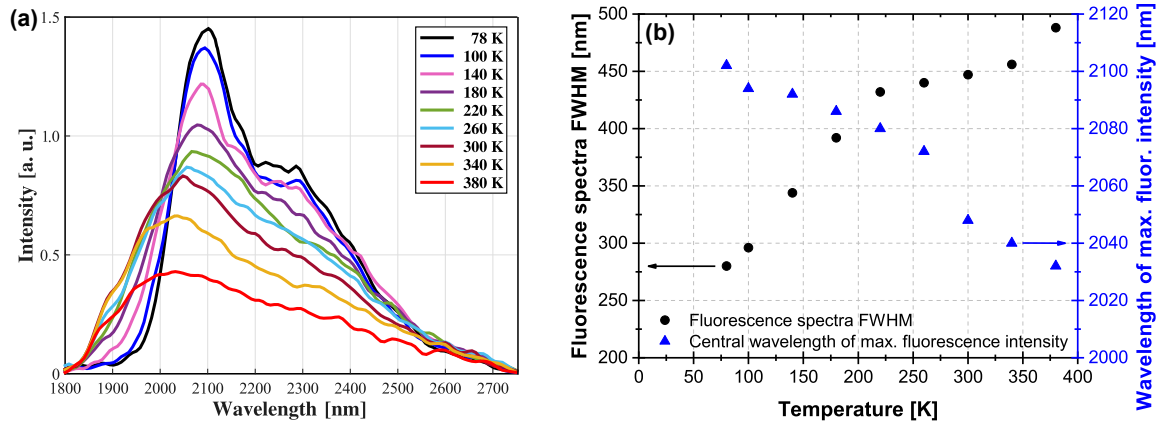 (a)
1.5
1.0
0.5
0
Intensity [a. u.]
78 K
100 K
140 K
180 K
220 K
260 K
300 K
340 K
380 K
1800 1900 2000 2100 2200 2300 2400 2500 2600 2700
Wavelength [nm]
(b)
500
450
400
350
300
250
200
Fluorescence spectra FWHM [nm]
Fluorescence spectra FWHM
Central wavelength of max. fluorescence intensity
0 50 100 150 200 250 300 350 400
Temperature [K]
2120
2100
2080
2060
2040
2020
2000
Wavelength of max. fluor. intensity [nm]